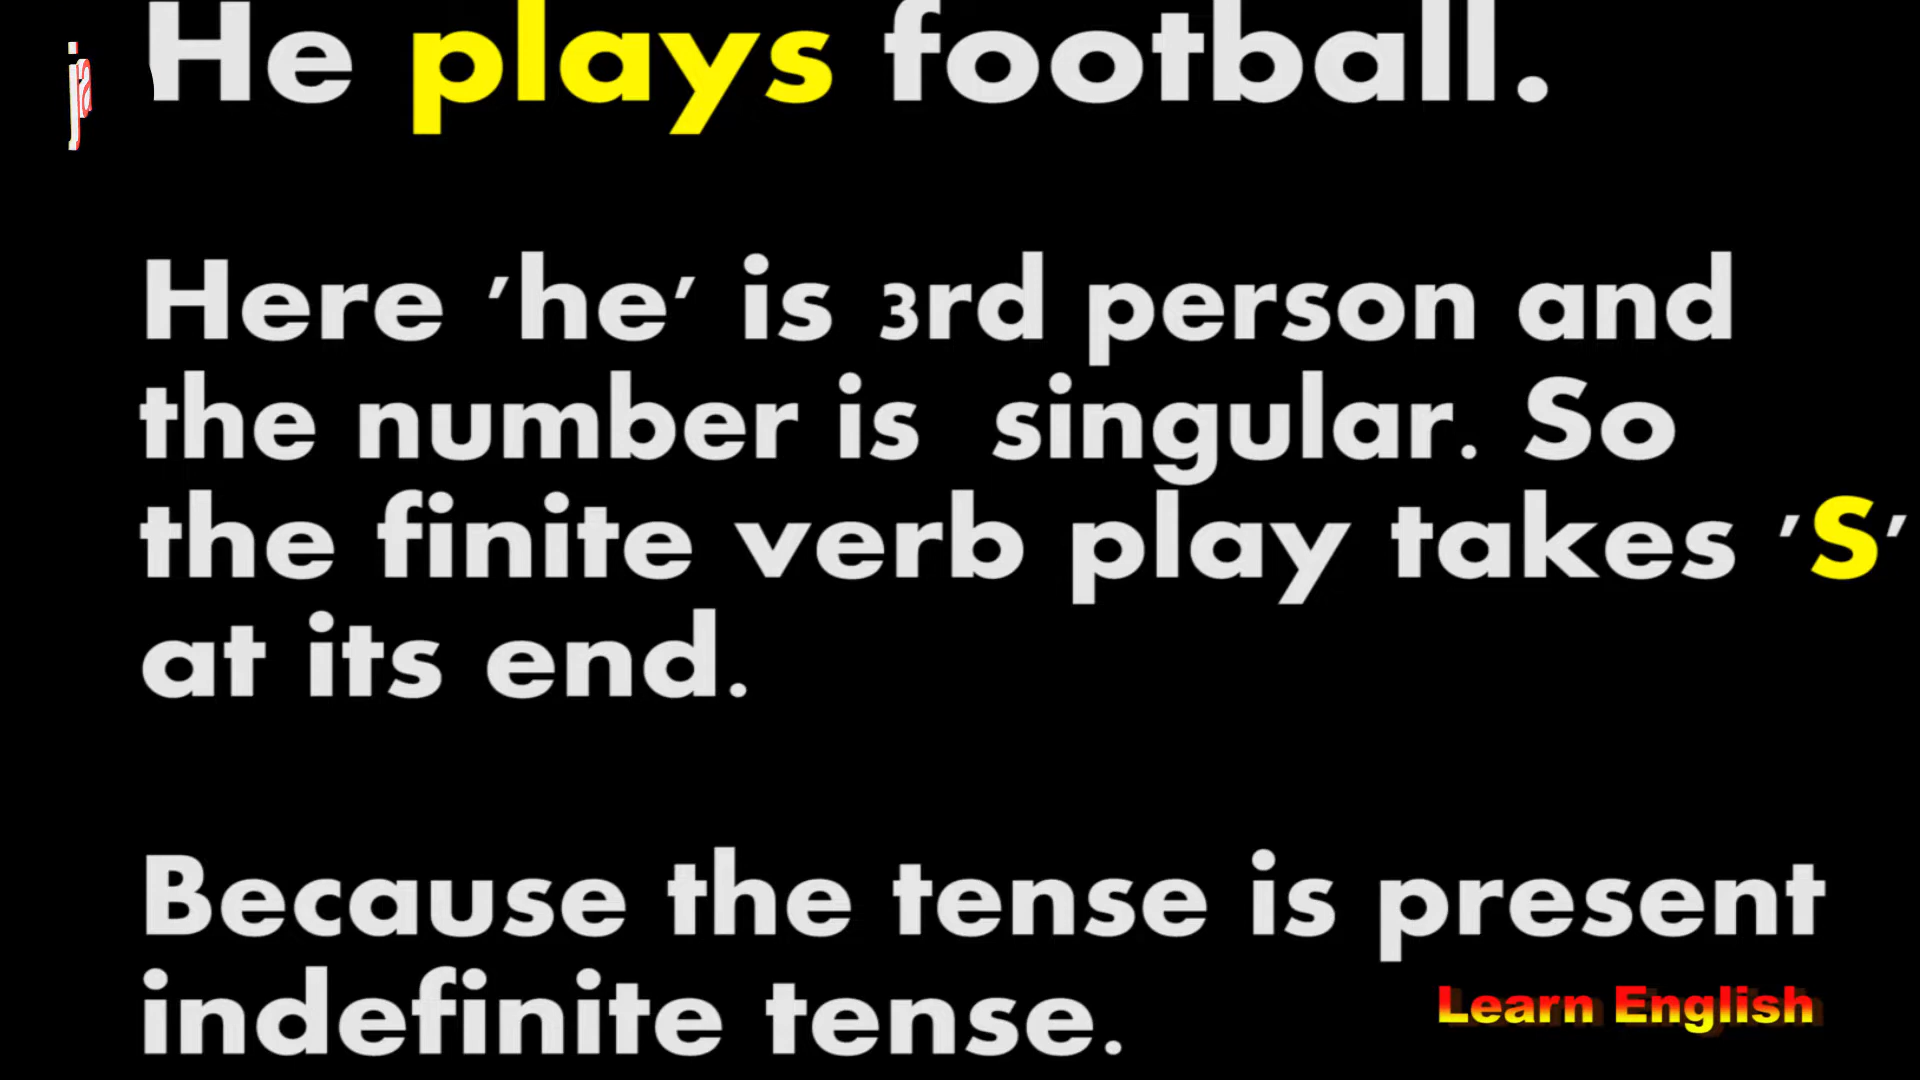 He plays football.
Here 'he' is 3rd person and
the number is singular. So
the finite verb play takes 'S'
at its end.
Because the tense is present
indefinite tense.
Learn English